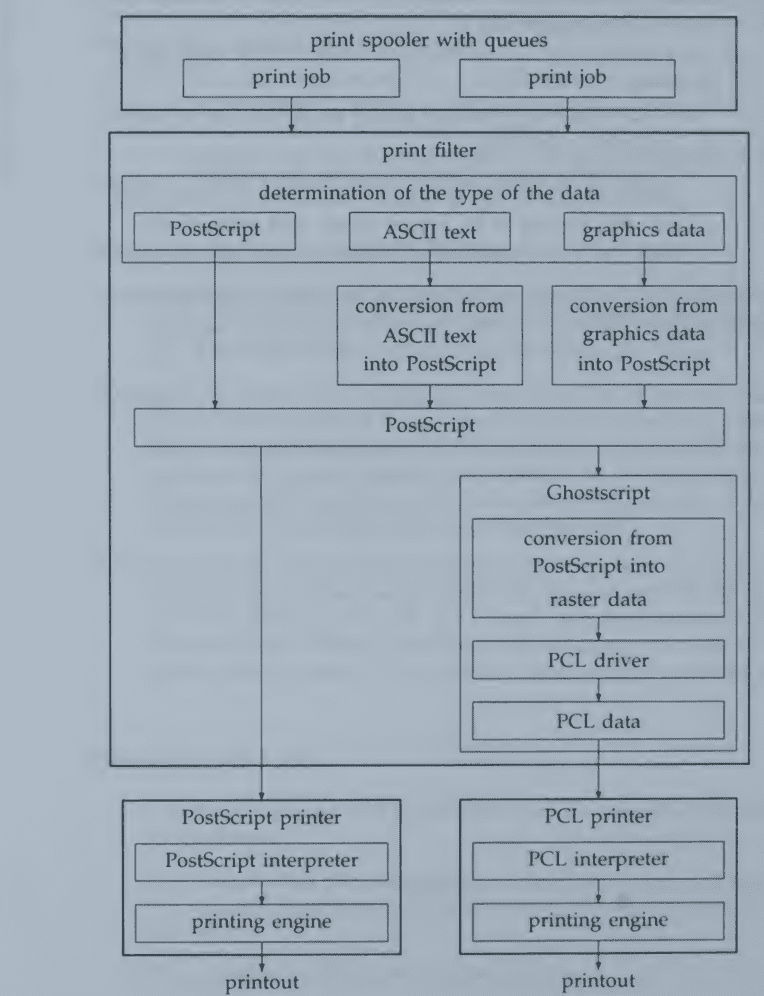 print spooler with queues
print job
print job
print filter
determination of the type of the data
PostScript
ASCII text
graphics data
conversion from
ASCII text
into PostScript
conversion from
graphics data
into PostScript
PostScript
Ghostscript
conversion from
PostScript into
raster data
PCL driver
PCL data
PostScript printer
PostScript interpreter
printing engine
printout
PCL printer
PCL interpreter
printing engine
printout